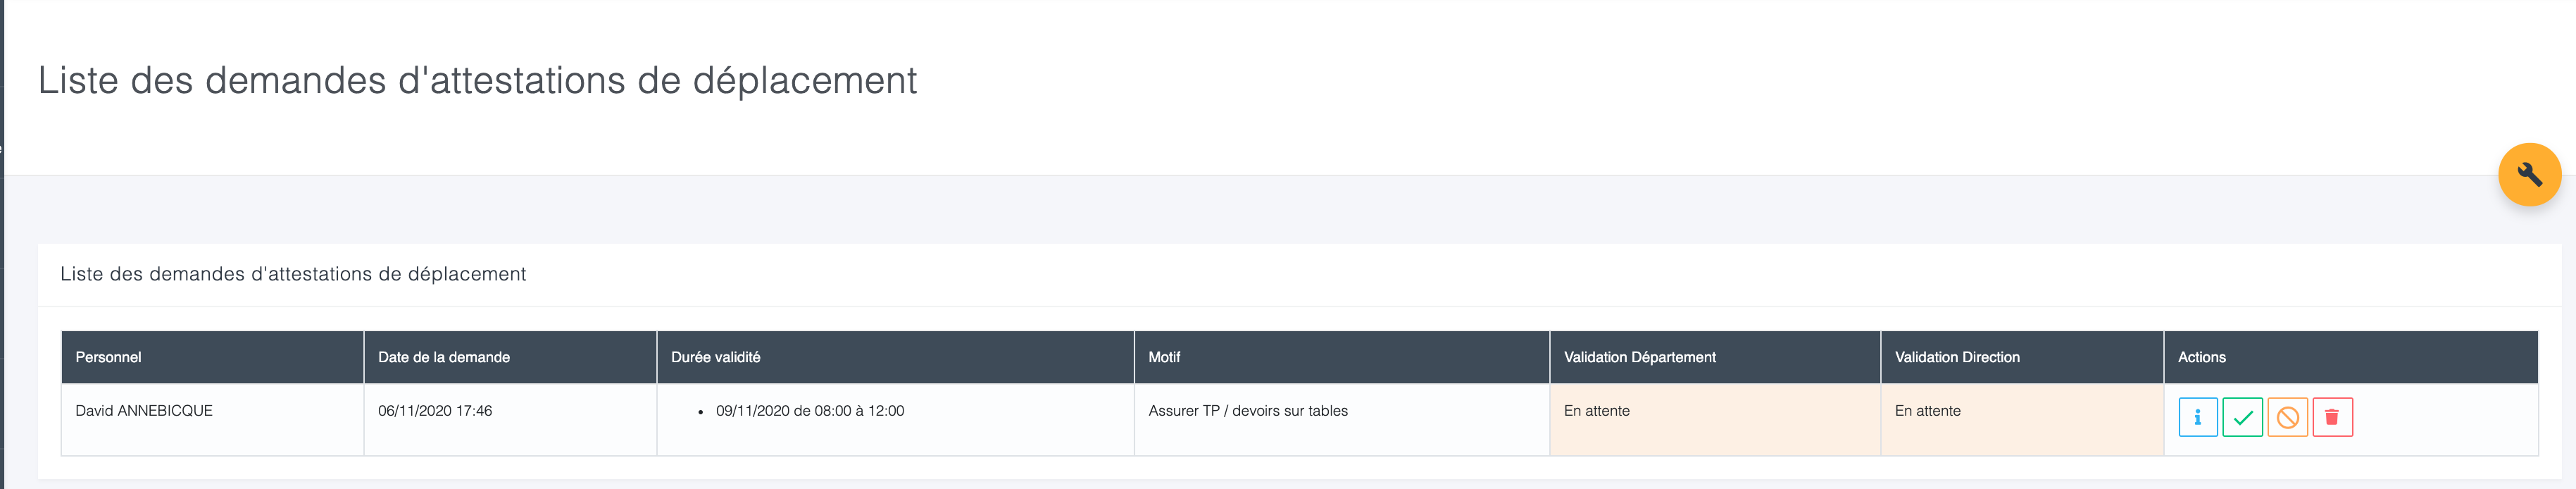 Liste des demandes d'attestations de déplacement
Liste des demandes d'attestations de déplacement
Personnel Date de la demande Durée validité Motif Validation Département Validation Direction Actions
David ANNEBICQUE 06/11/2020 17:46 • 09/11/2020 de 08:00 à 12:00 Assurer TP / devoirs sur tables En attente En attente